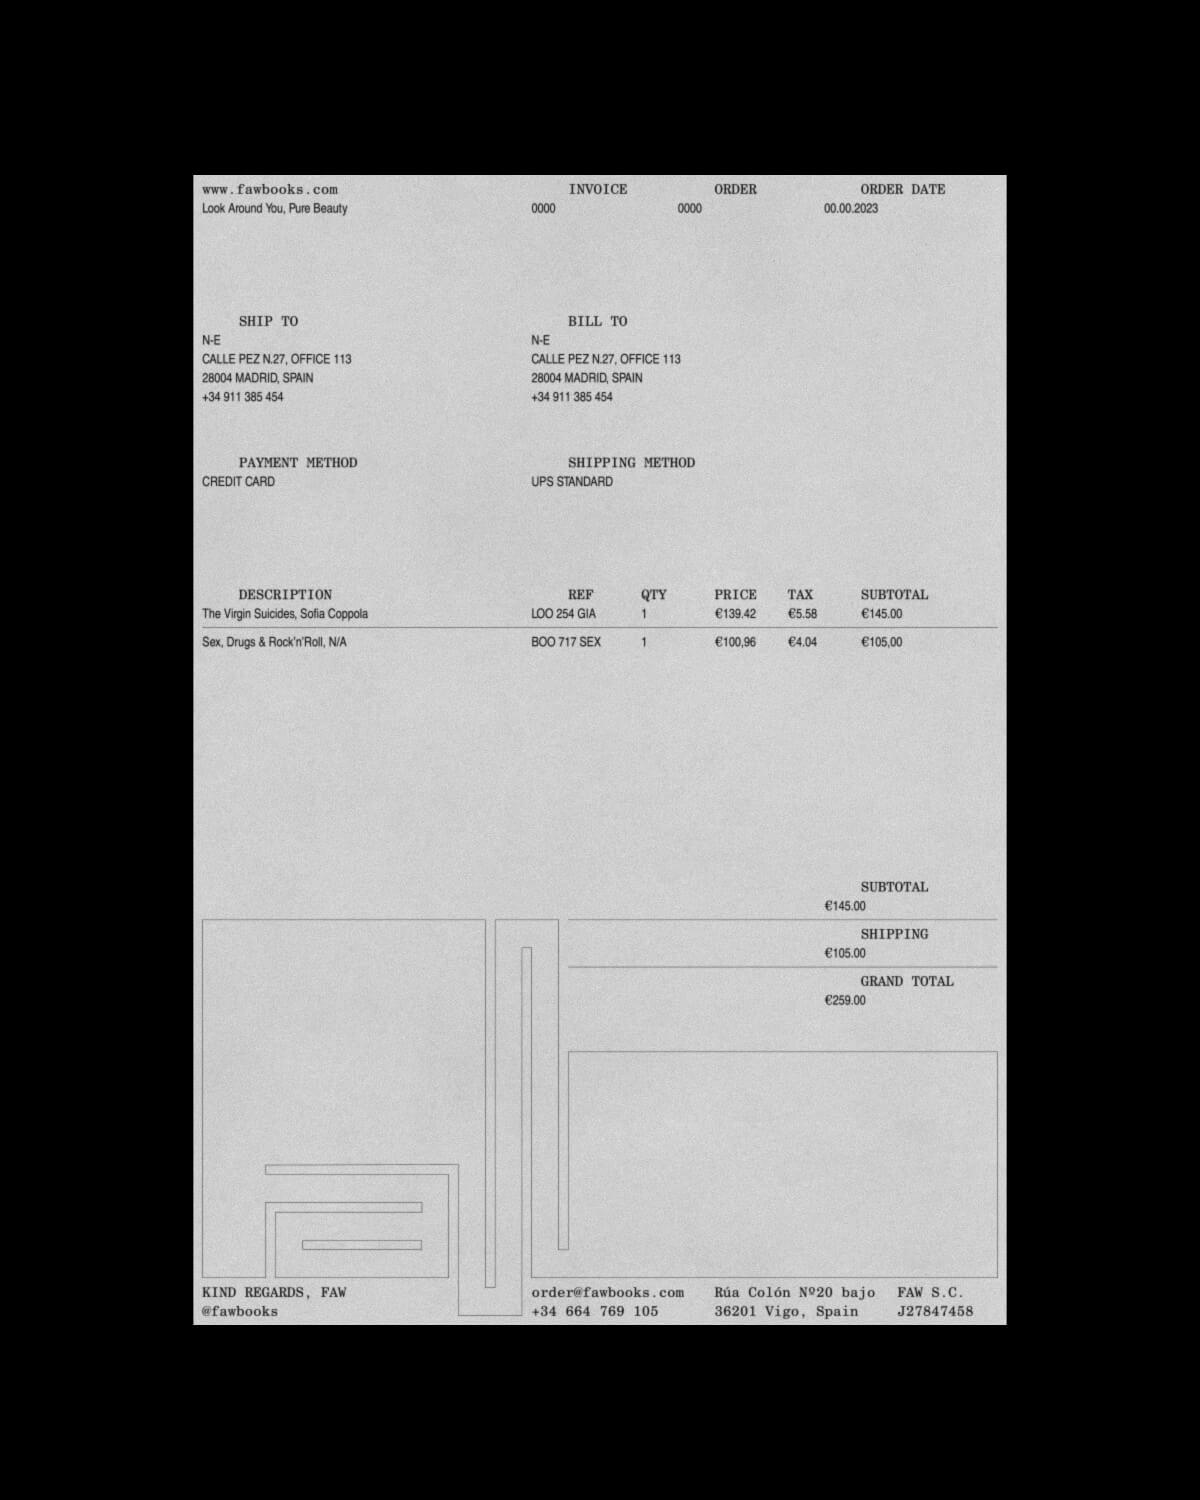 www.fawbooks.com
Look Around You, Pure Beauty
INVOICE ORDER ORDER DATE
0000 0000 00.00.2023
SHIP TO
N-E
CALLE PEZ N.27, OFFICE 113
28004 MADRID, SPAIN
+34 911 385 454
BILL TO
N-E
CALLE PEZ N.27, OFFICE 113
28004 MADRID, SPAIN
+34 911 385 454
PAYMENT METHOD
CREDIT CARD
SHIPPING METHOD
UPS STANDARD
DESCRIPTION REF QTY PRICE TAX SUBTOTAL
The Virgin Suicides, Sofia Coppola LOO 254 GIA 1 €139.42 €5.58 €145.00
Sex, Drugs & Rock'n'Roll, N/A BOO 717 SEX 1 €100,96 €4.04 €105,00
SUBTOTAL
€145.00
SHIPPING
€105.00
GRAND TOTAL
€259.00
KIND REGARDS, FAW
@fawbooks
order@fawbooks.com
+34 664 769 105
Rúa Colón Nº20 bajo
36201 Vigo, Spain
FAW S.C.
J27847458